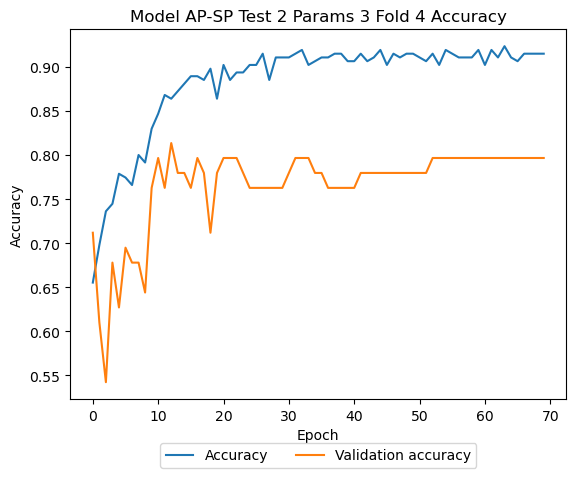 Model AP-SP Test 2 Params 3 Fold 4 Accuracy
0.90
0.85
0.80
0.75
0.70
0.65
0.60
0.55
Accuracy
0 10 20 30 40 50 60 70
Epoch
Accuracy Validation accuracy